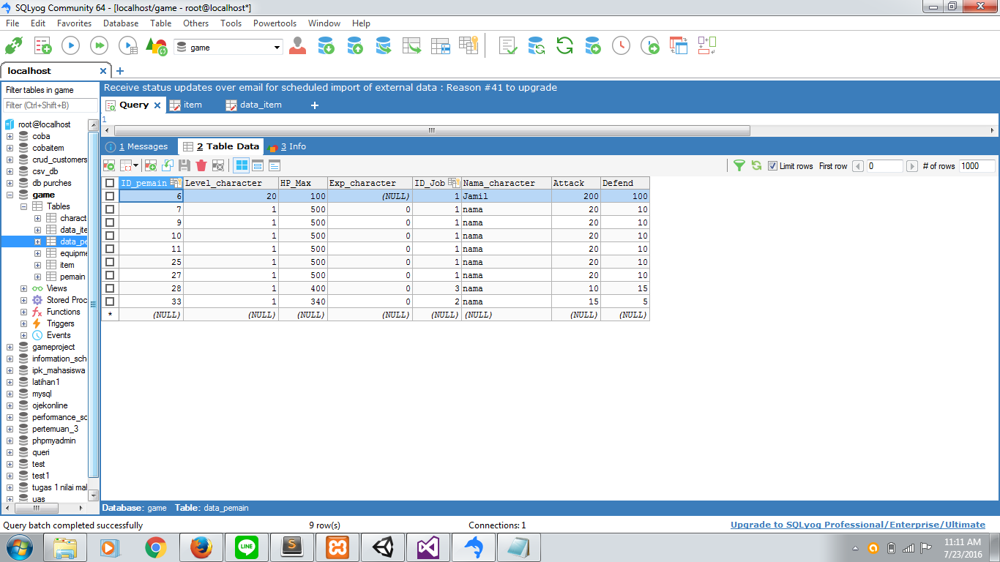 SQLyog Community 64 - [localhost/game - root@localhost*]
File Edit Favorites Database Table Others Tools Powertools Window Help
game
localhost
Filter tables in game
Filter (Ctrl+Shift+B)
root@localhost
coba
cobaitem
crud_customers
csv_db
db purches
game
Tables
charact
data_ite
data_pe
equipme
item
pemain
Views
Stored Proc
Functions
Triggers
Events
gameproject
information_sch
ipk_mahasiswa
latihan1
mysql
ojekonline
performance_sc
pertemuan_3
phpmyadmin
queri
test
test1
tugas 1 nilai mal
uas
Receive status updates over email for scheduled import of external data : Reason #41 to upgrade
Query item data_item
1
1 Messages 2 Table Data 3 Info
Limit rows First row 0 # of rows 1000
ID_pemain Level_character HP_Max Exp_character ID_Job Nama_character Attack Defend
6 20 100 (NULL) 1 Jamil 200 100
7 1 500 0 1 nama 20 10
9 1 500 0 1 nama 20 10
10 1 500 0 1 nama 20 10
11 1 500 0 1 nama 20 10
25 1 500 0 1 nama 20 10
27 1 500 0 1 nama 20 10
28 1 400 0 3 nama 10 15
33 1 340 0 2 nama 15 5
* (NULL) (NULL) (NULL) (NULL) (NULL) (NULL) (NULL) (NULL)
Database: game Table: data_pemain
Query batch completed successfully 9 row(s) Connections: 1 Upgrade to SQLyog Professional/Enterprise/Ultimate
LINE
11:11 AM
7/23/2016